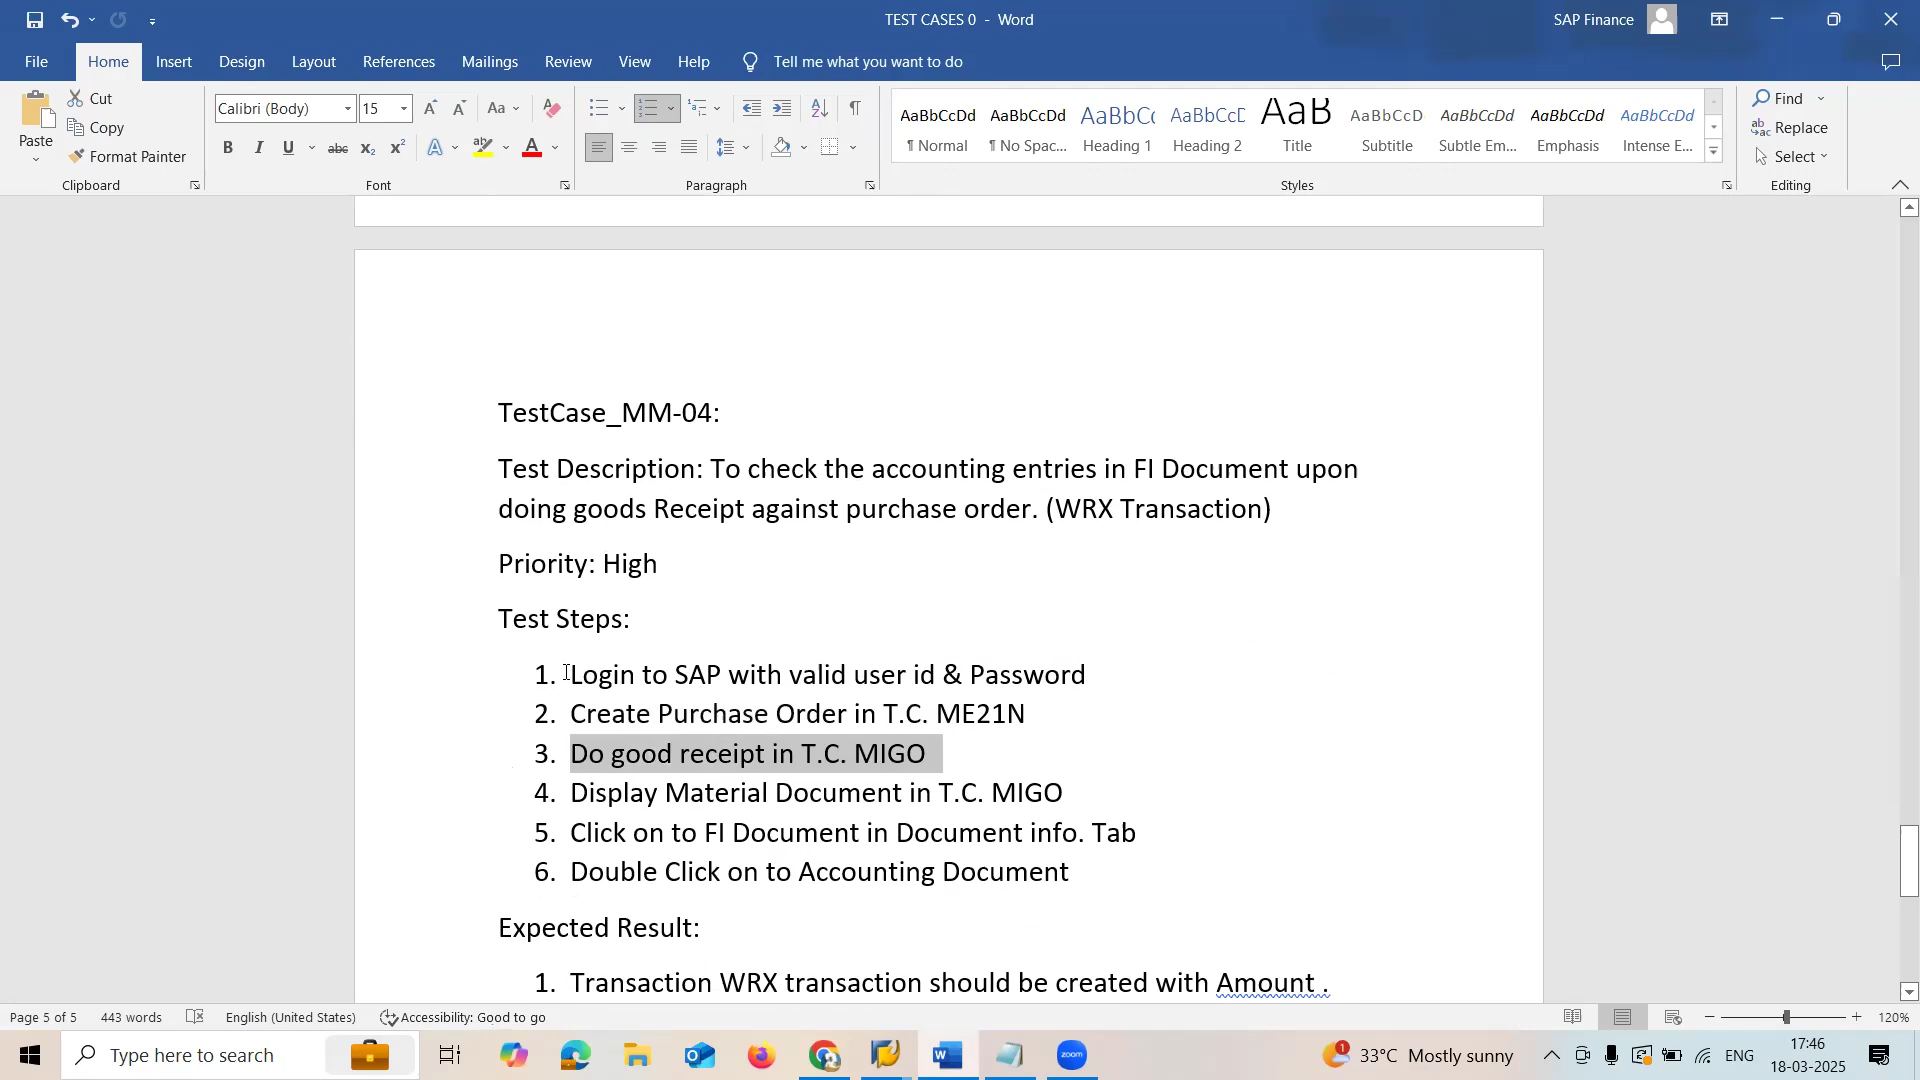 TEST CASES 0 - Word
SAP Finance
File
Home
Insert
Design
Layout
References
Mailings
Review
View
Help
Tell me what you want to do
Paste
Cut
Copy
Format Painter
Clipboard
Calibri (Body)
15
Font
Paragraph
AaBbCcDd
¶ Normal
AaBbCcDd
¶ No Spac...
AaBbCc
Heading 1
AaBbCcD
Heading 2
AaB
Title
AaBbCcD
Subtitle
AaBbCcDd
Subtle Em...
AaBbCcDd
Emphasis
AaBbCcDd
Intense E...
Styles
Find
Replace
Select
Editing
TestCase_MM-04:
Test Description: To check the accounting entries in FI Document upon
doing goods Receipt against purchase order. (WRX Transaction)
Priority: High
Test Steps:
1. Login to SAP with valid user id & Password
2. Create Purchase Order in T.C. ME21N
3. Do good receipt in T.C. MIGO
4. Display Material Document in T.C. MIGO
5. Click on to FI Document in Document info. Tab
6. Double Click on to Accounting Document
Expected Result:
1. Transaction WRX transaction should be created with Amount .
Page 5 of 5
443 words
English (United States)
Accessibility: Good to go
120%
Type here to search
zoom
33°C Mostly sunny
ENG
17:46
18-03-2025